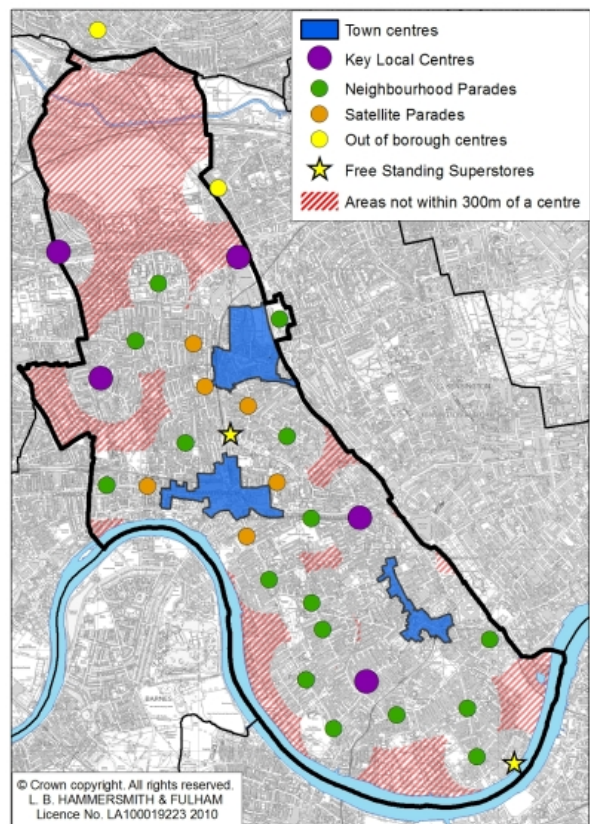 Town centres
Key Local Centres
Neighbourhood Parades
Satellite Parades
Out of borough centres
Free Standing Superstores
Areas not within 300m of a centre
BARNES
© Crown copyright. All rights reserved.
L. B. HAMMERSMITH & FULHAM
Licence No. LA100019223 2010